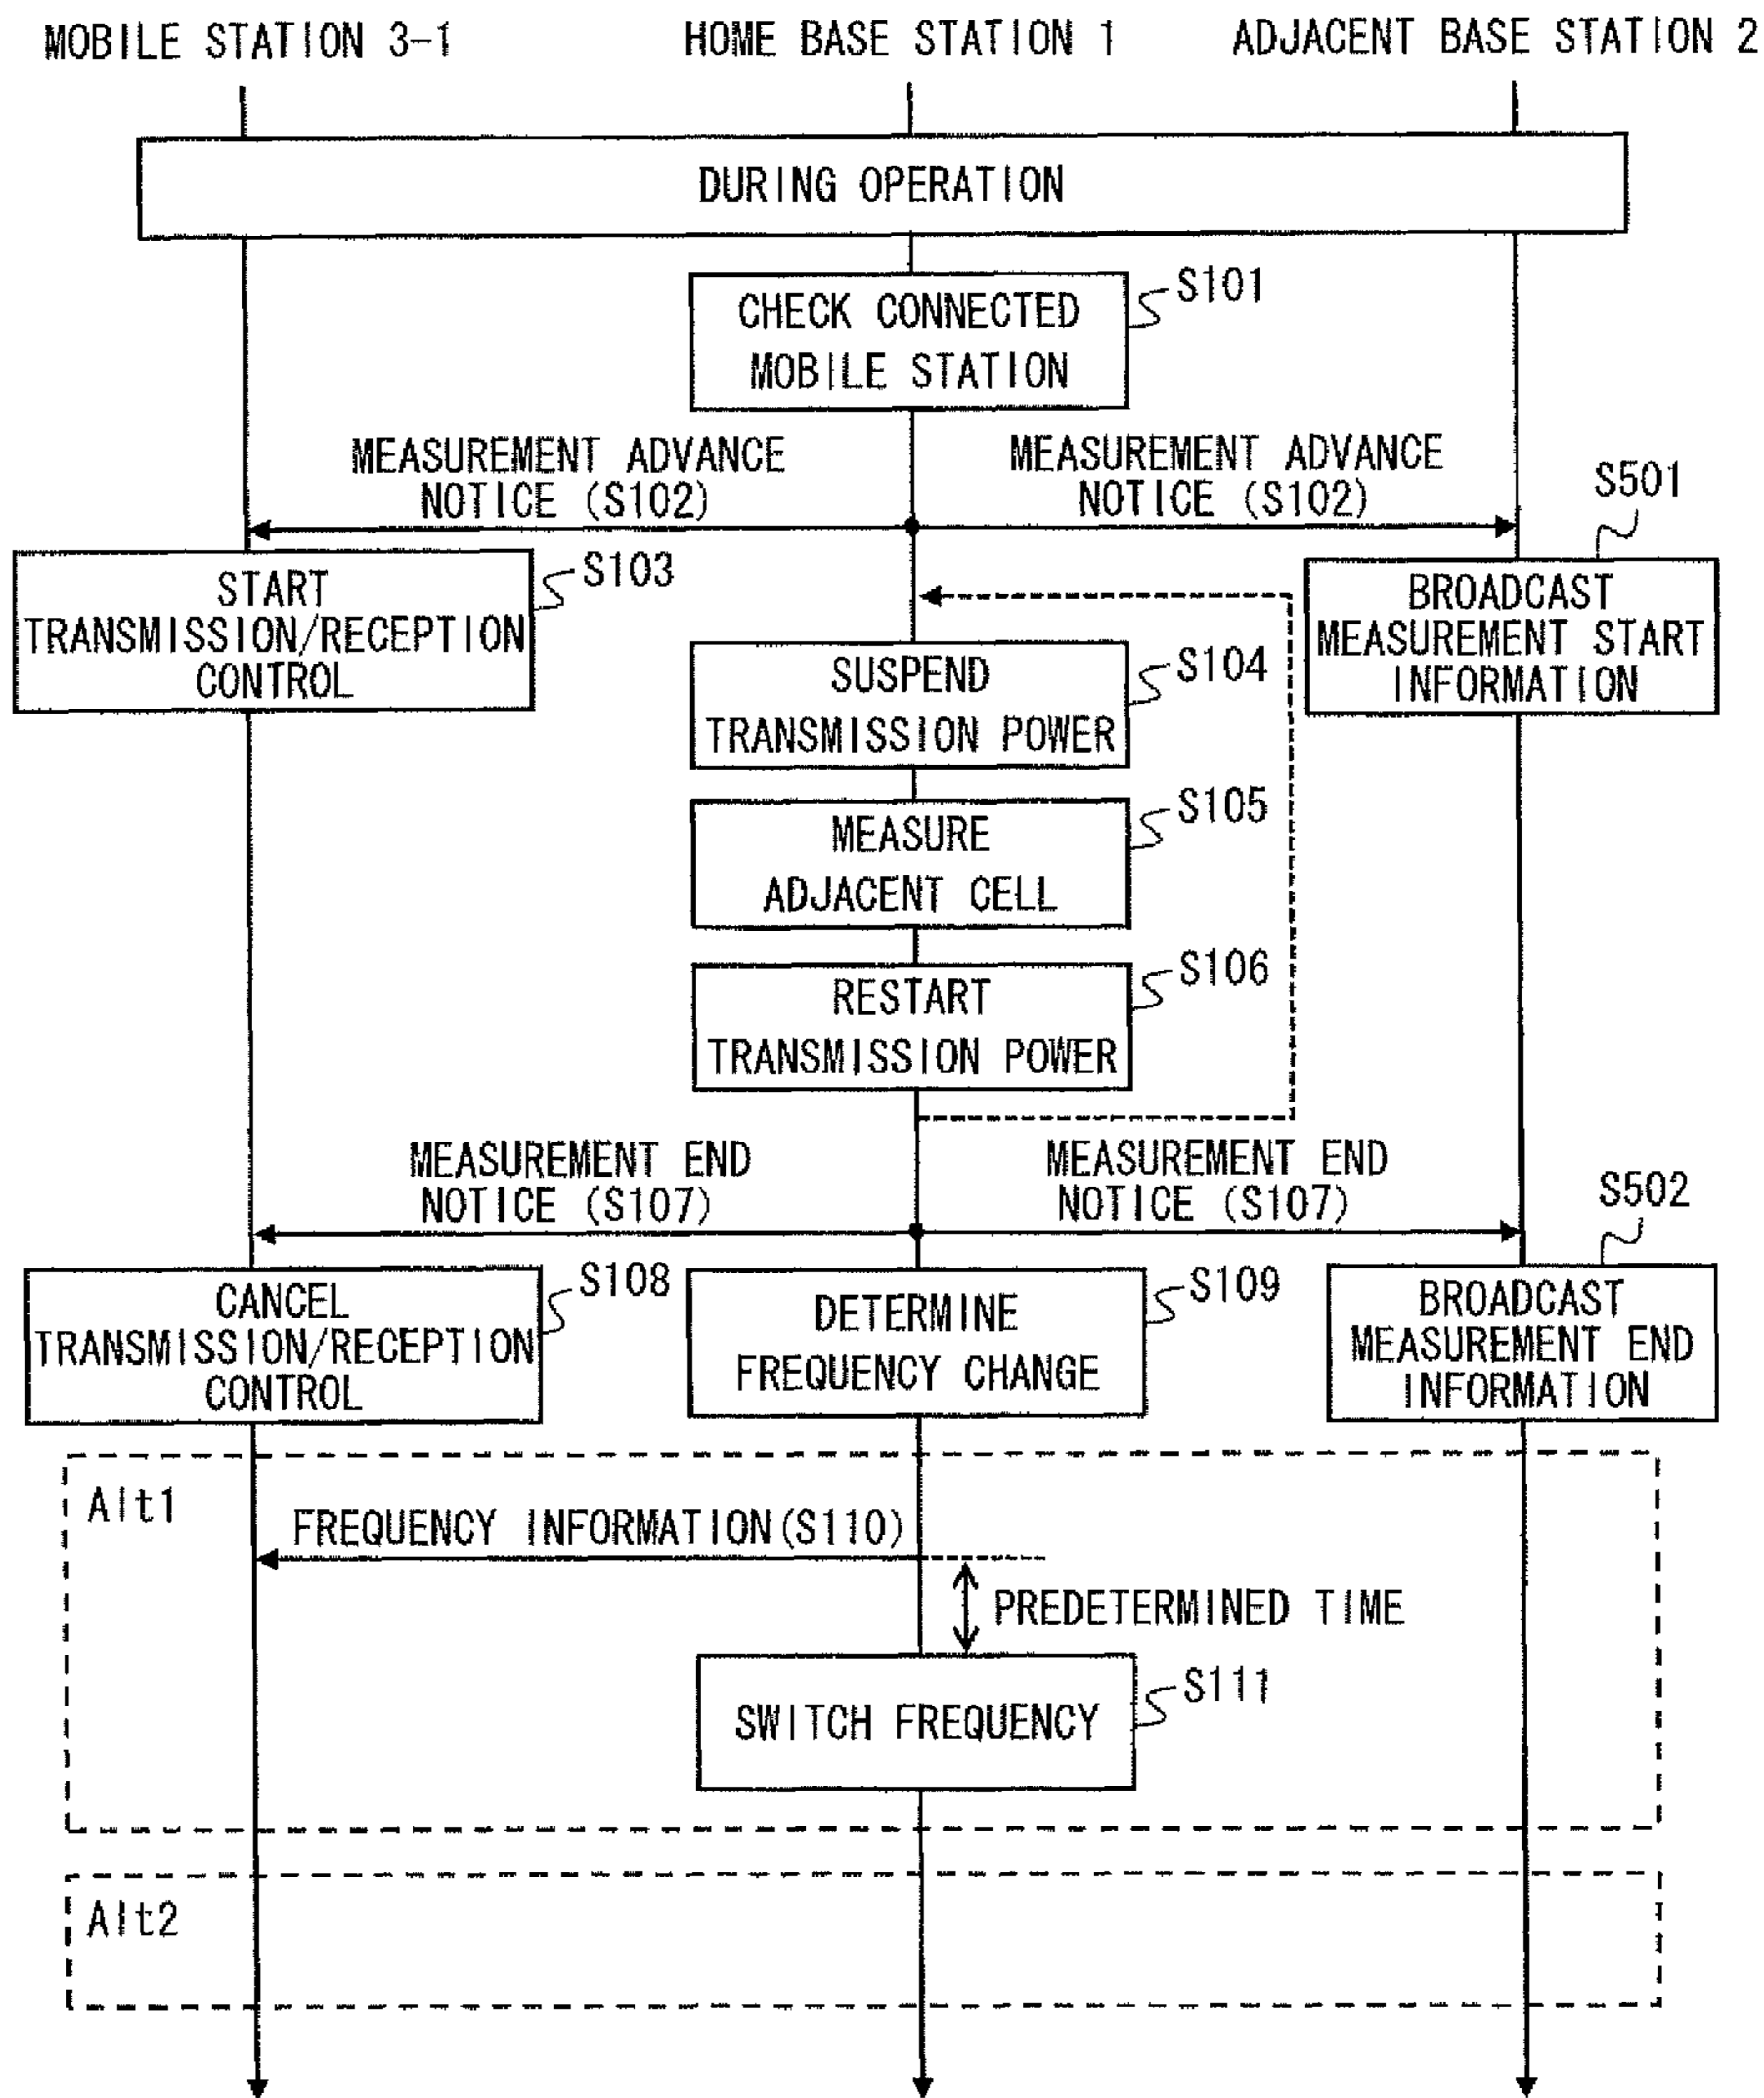 MOBILE STATION 3-1
HOME BASE STATION 1
ADJACENT BASE STATION 2
DURING OPERATION
CHECK CONNECTED
MOBILE STATION
S101
MEASUREMENT ADVANCE
NOTICE (S102)
MEASUREMENT ADVANCE
NOTICE (S102)
S501
START
TRANSMISSION/RECEPTION
CONTROL
S103
BROADCAST
MEASUREMENT START
INFORMATION
SUSPEND
TRANSMISSION POWER
S104
MEASURE
ADJACENT CELL
S105
RESTART
TRANSMISSION POWER
S106
MEASUREMENT END
NOTICE (S107)
MEASUREMENT END
NOTICE (S107)
S502
CANCEL
TRANSMISSION/RECEPTION
CONTROL
S108
DETERMINE
FREQUENCY CHANGE
S109
BROADCAST
MEASUREMENT END
INFORMATION
Alt1
FREQUENCY INFORMATION(S110)
PREDETERMINED TIME
SWITCH FREQUENCY
S111
Alt2